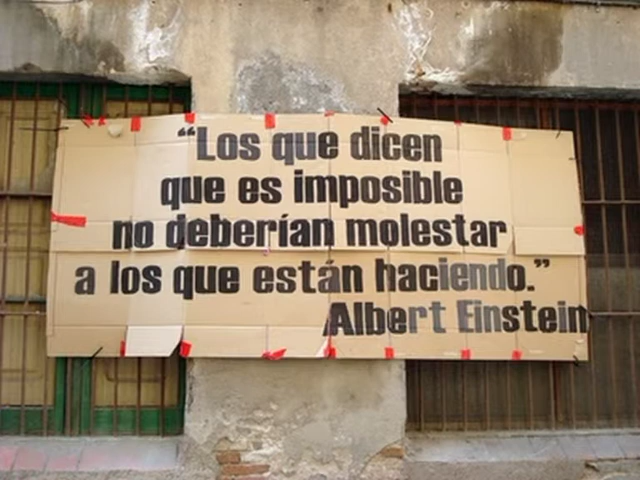 “Los que dicen
que es imposible
no deberían molestar
a los que están haciendo.”
Albert Einstein